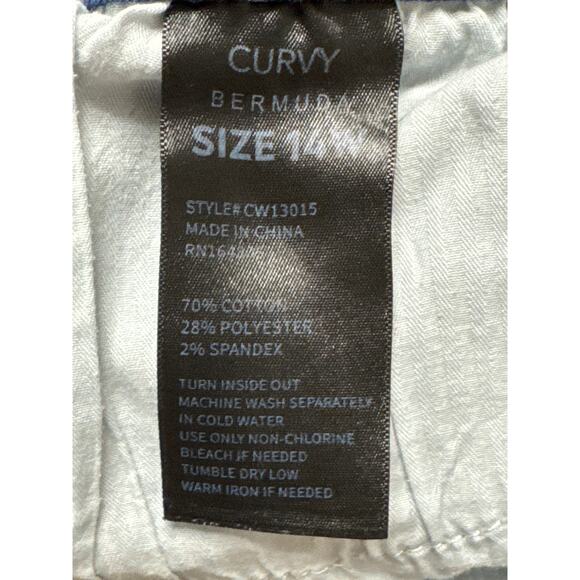 CURVY
BERMUDA
SIZE 14W
STYLE# CW13015
MADE IN CHINA
70% COTTON
28% POLYESTER
2% SPANDEX
TURN INSIDE OUT
MACHINE WASH SEPARATELY
IN COLD WATER
USE ONLY NON-CHLORINE
BLEACH IF NEEDED
TUMBLE DRY LOW
WARM IRON IF NEEDED